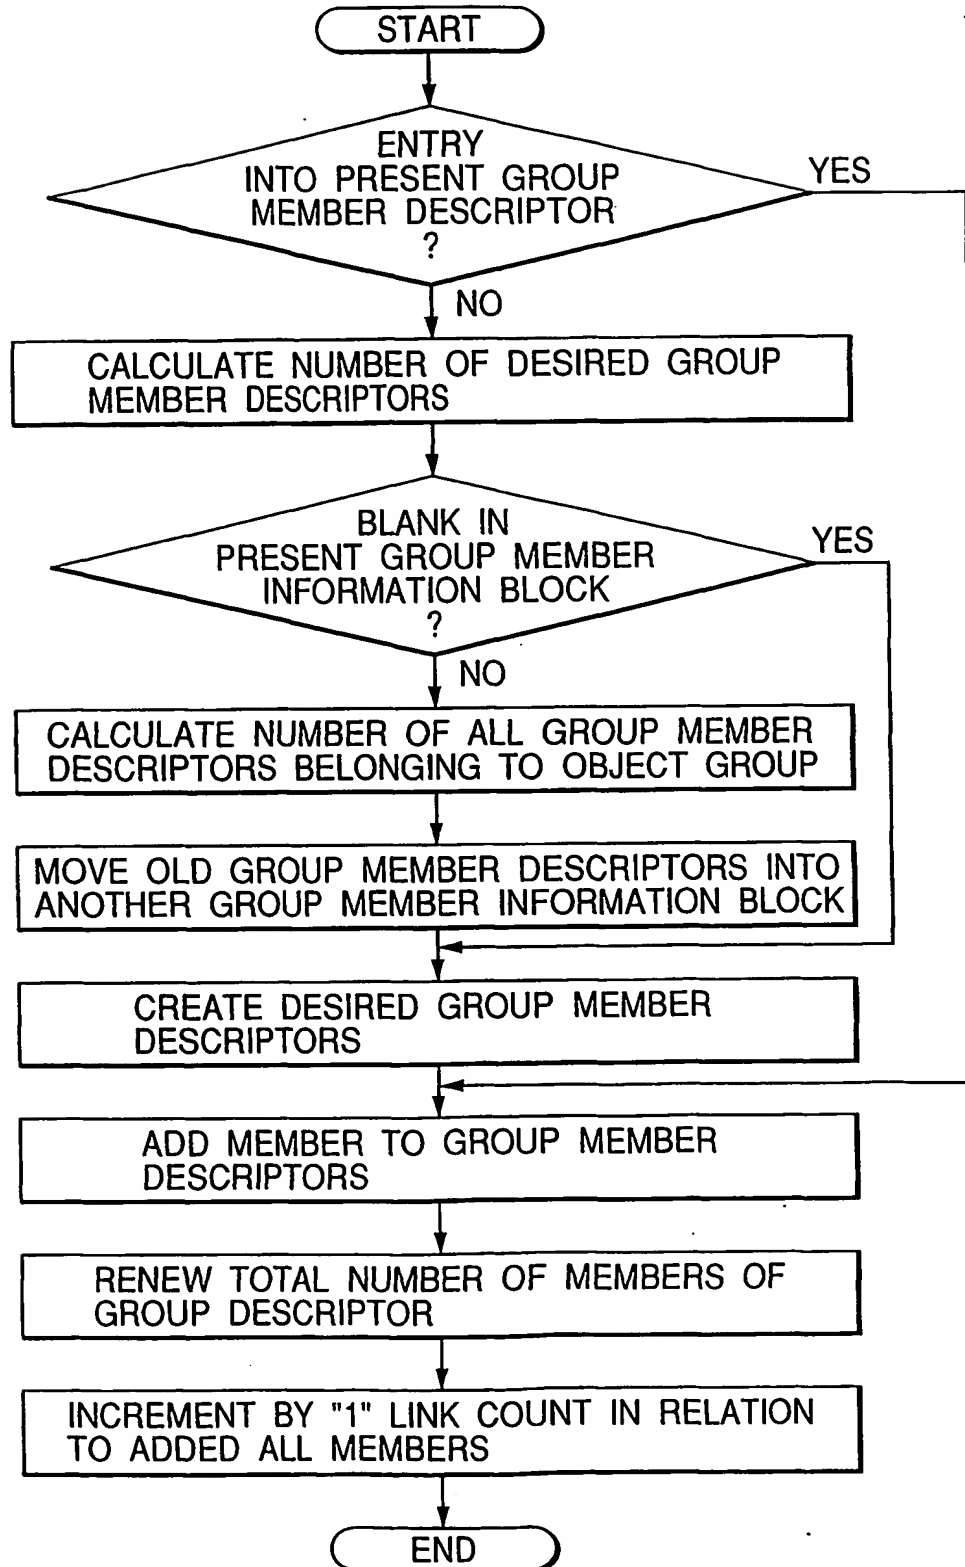 START
ENTRY
INTO PRESENT GROUP
MEMBER DESCRIPTOR
?
YES
NO
CALCULATE NUMBER OF DESIRED GROUP
MEMBER DESCRIPTORS
BLANK IN
PRESENT GROUP MEMBER
INFORMATION BLOCK
?
YES
NO
CALCULATE NUMBER OF ALL GROUP MEMBER
DESCRIPTORS BELONGING TO OBJECT GROUP
MOVE OLD GROUP MEMBER DESCRIPTORS INTO
ANOTHER GROUP MEMBER INFORMATION BLOCK
CREATE DESIRED GROUP MEMBER
DESCRIPTORS
ADD MEMBER TO GROUP MEMBER
DESCRIPTORS
RENEW TOTAL NUMBER OF MEMBERS OF
GROUP DESCRIPTOR
INCREMENT BY "1" LINK COUNT IN RELATION
TO ADDED ALL MEMBERS
END